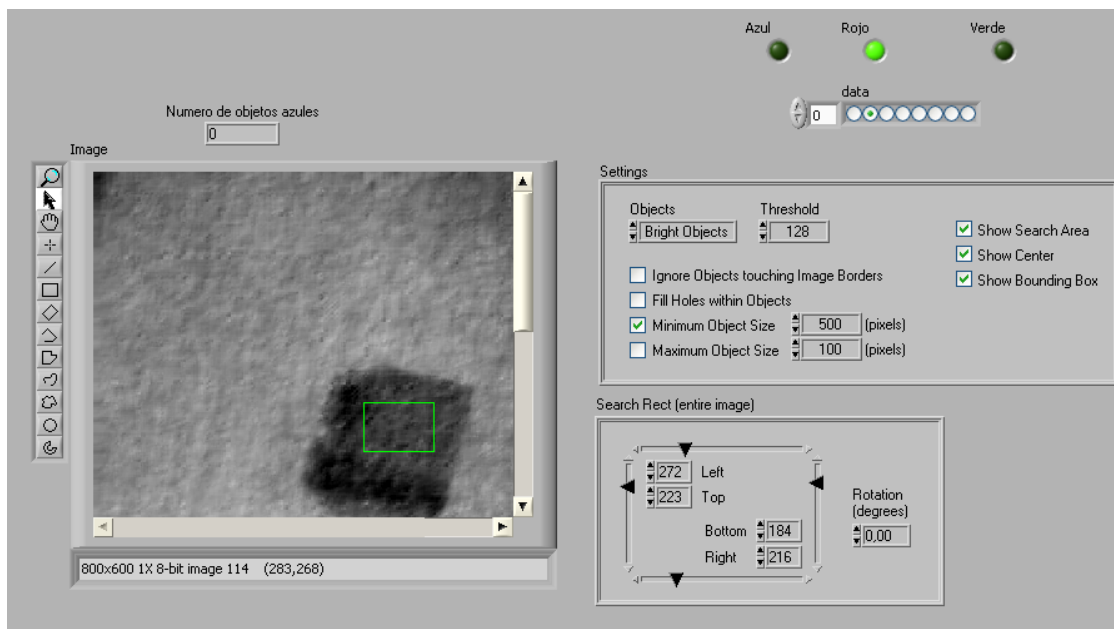 Azul Rojo Verde
data
0
Numero de objetos azules
0
Image
800x600 1X 8-bit image 114 (283,268)
Settings
Objects Threshold
Bright Objects 128
Show Search Area
Show Center
Show Bounding Box
Ignore Objects touching Image Borders
Fill Holes within Objects
Minimum Object Size 500 (pixels)
Maximum Object Size 100 (pixels)
Search Rect (entire image)
272 Left
223 Top
Bottom 184
Right 216
Rotation
(degrees)
0,00